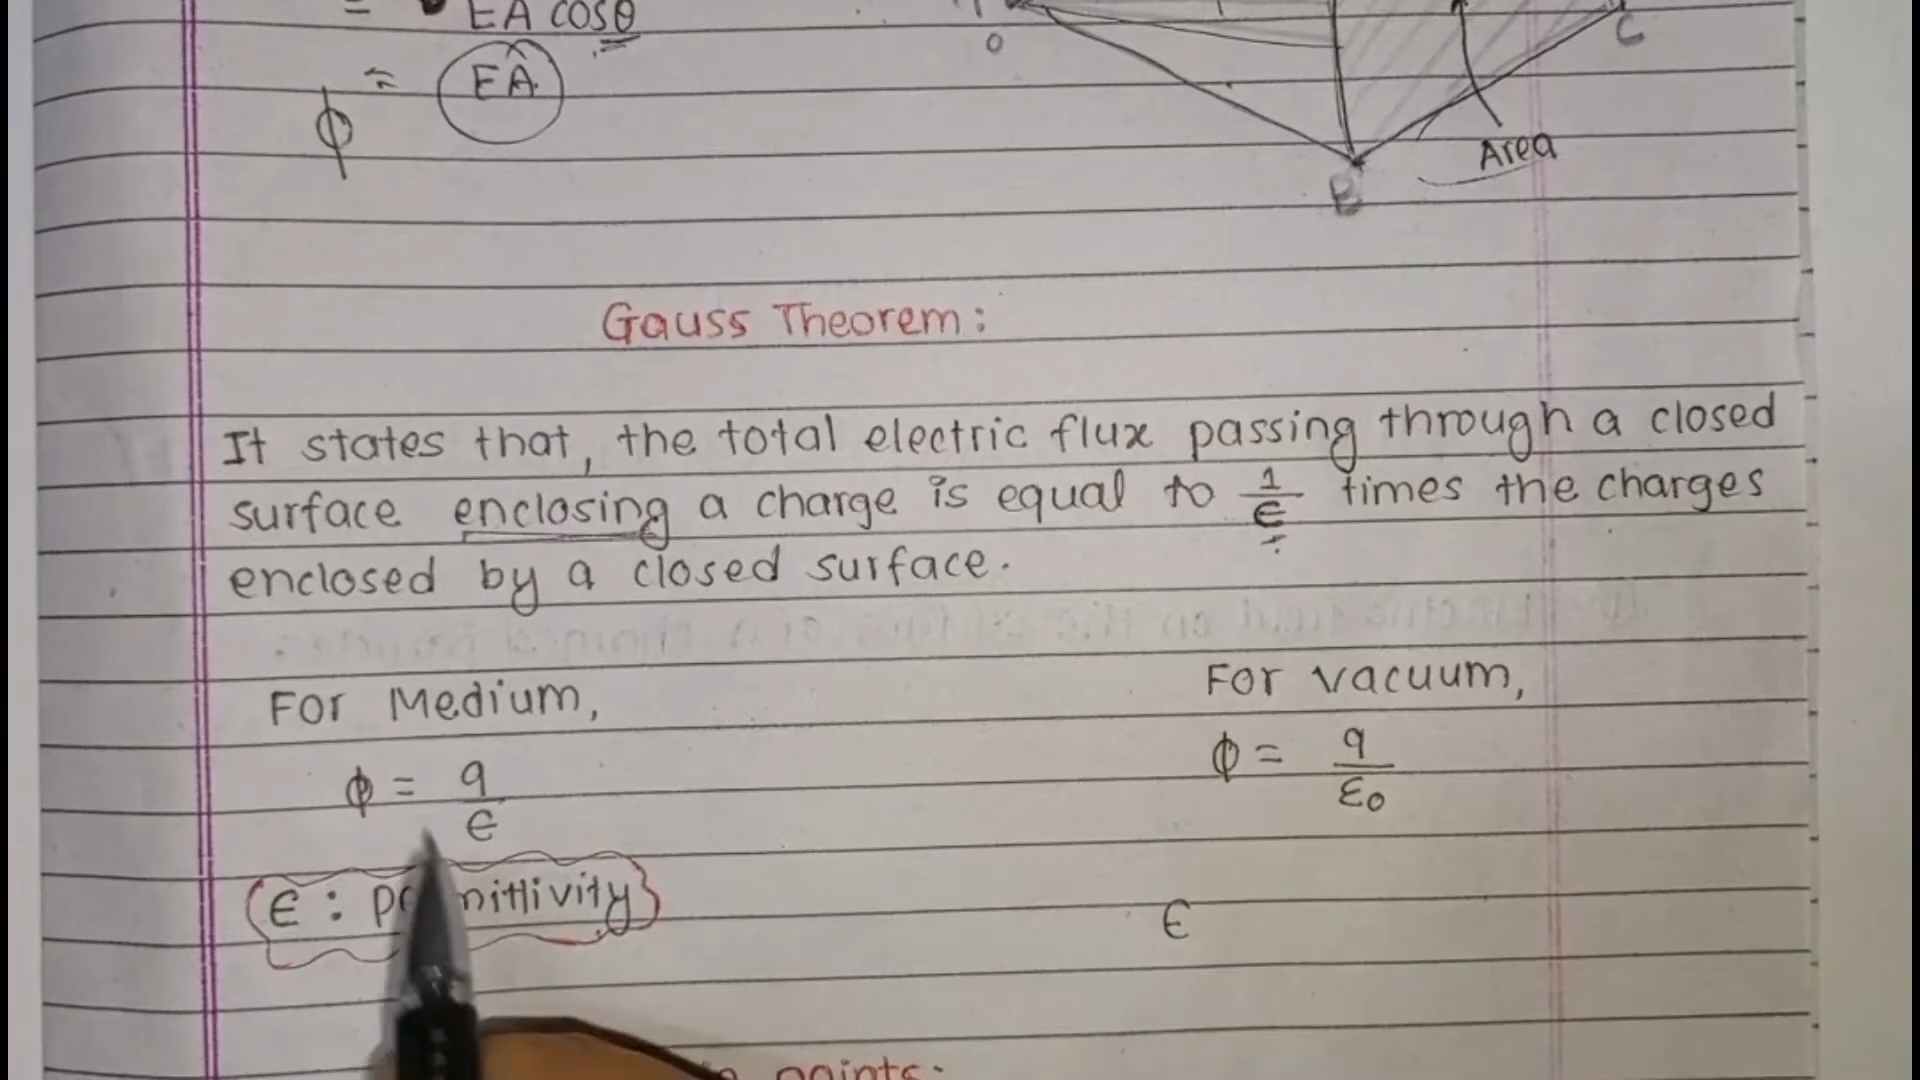 = EA cosθ
φ = EA
O
C
Area
B
Gauss Theorem:
It states that, the total electric flux passing through a closed
surface enclosing a charge is equal to 1/ϵ times the charges
enclosed by a closed surface.
For Medium,
For vacuum,
φ = q/ϵ
φ = q/ε₀
ϵ :
ϵ
points: